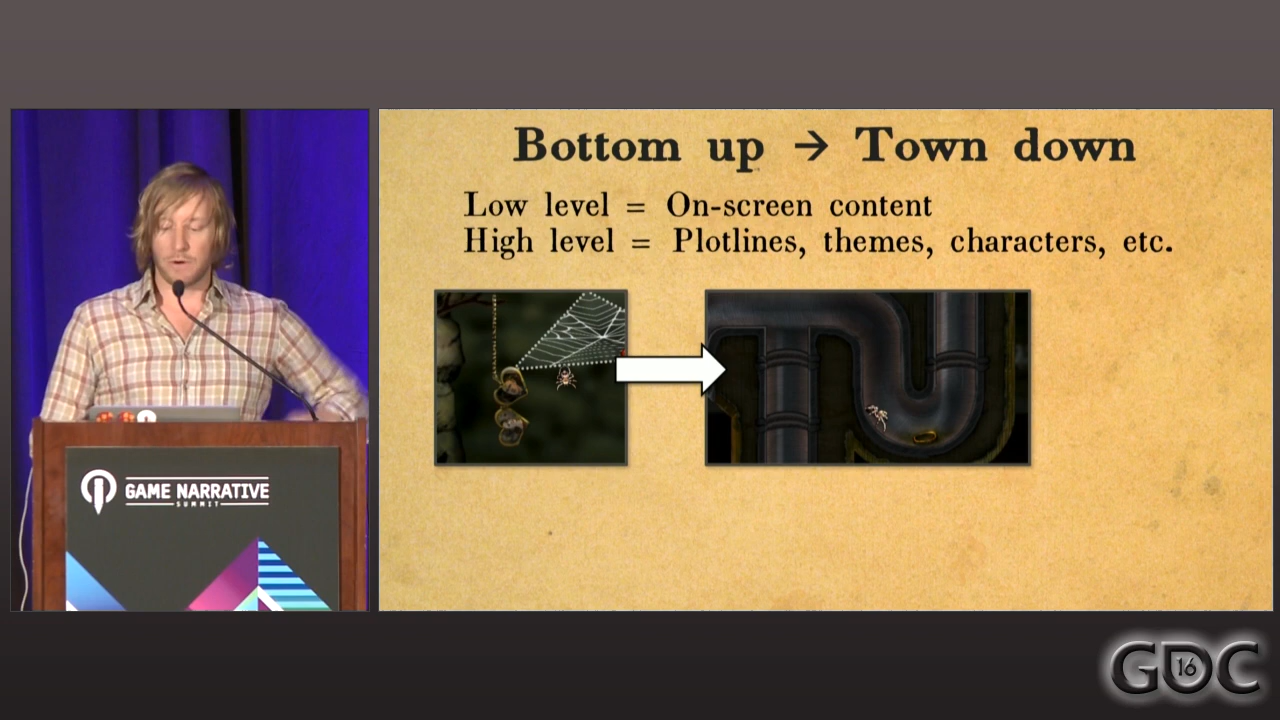 Bottom up → Town down
Low level = On-screen content
High level = Plotlines, themes, characters, etc.
GAME NARRATIVE
SUMMIT
GDC
16